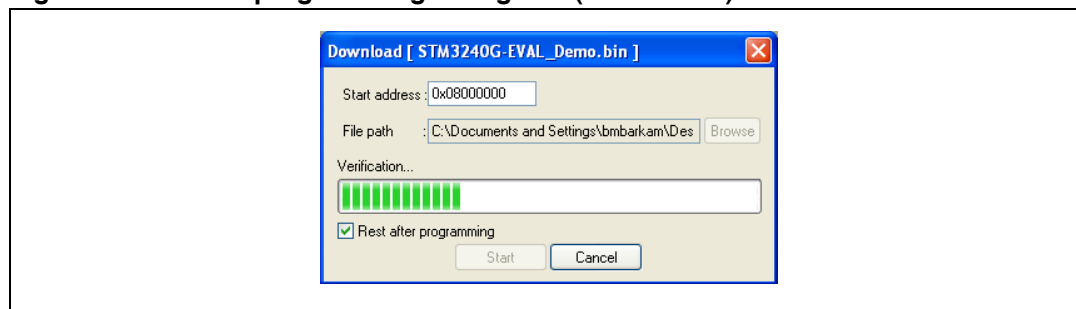 Download [ STM3240G-EVAL_Demo.bin ]
Start address : 0x08000000
File path : C:\Documents and Settings\bmbarkam\Des Browse
Verification...
Rest after programming
Start Cancel